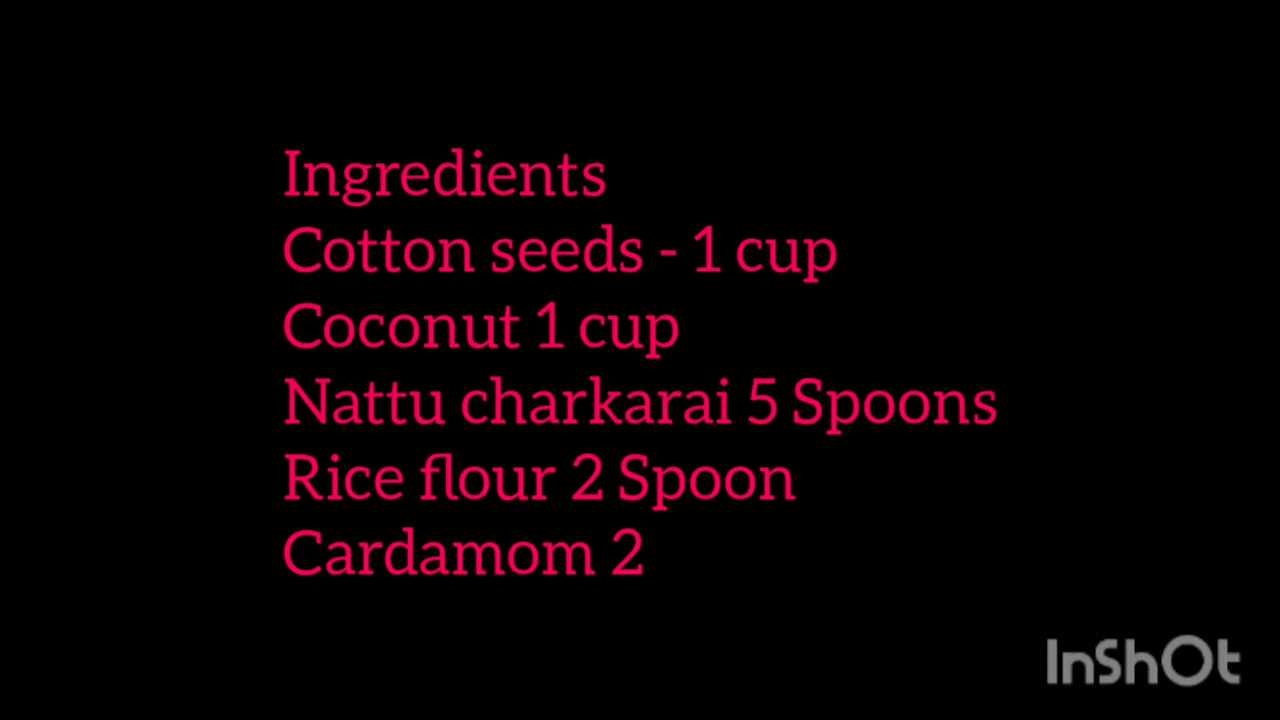 Ingredients
Cotton seeds - 1 cup
Coconut 1 cup
Nattu charkarai 5 Spoons
Rice flour 2 Spoon
Cardamom 2
InShOt